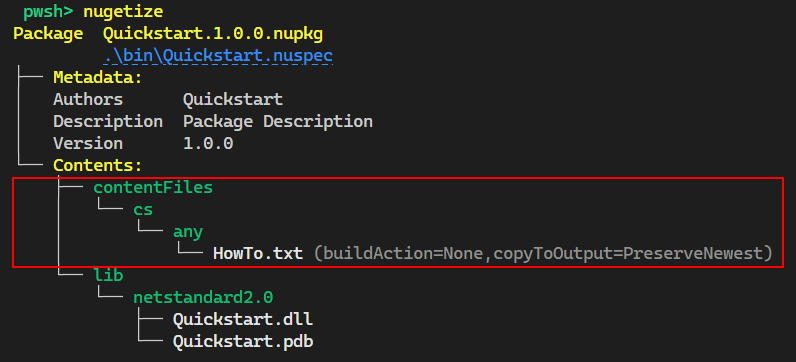 pwsh> nugetize
Package  Quickstart.1.0.0.nupkg
.\bin\Quickstart.nuspec
Metadata:
Authors      Quickstart
Description  Package Description
Version      1.0.0
Contents:
contentFiles
cs
any
HowTo.txt (buildAction=None,copyToOutput=PreserveNewest)
lib
netstandard2.0
Quickstart.dll
Quickstart.pdb